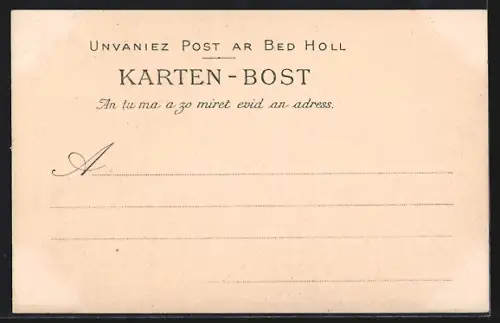 UNVANIEZ POST AR BED HOLL
KARTEN-BOST
An tu ma a zo miret evid an adress.
A